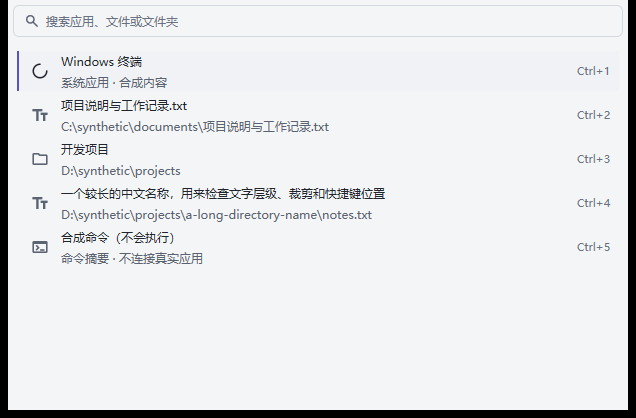 搜索应用、文件或文件夹
Windows 终端
系统应用 · 合成内容
Ctrl+1
项目说明与工作记录.txt
C:\synthetic\documents\项目说明与工作记录.txt
Ctrl+2
开发项目
D:\synthetic\projects
Ctrl+3
一个较长的中文名称，用来检查文字层级、裁剪和快捷键位置
D:\synthetic\projects\a-long-directory-name\notes.txt
Ctrl+4
合成命令（不会执行）
命令摘要 · 不连接真实应用
Ctrl+5